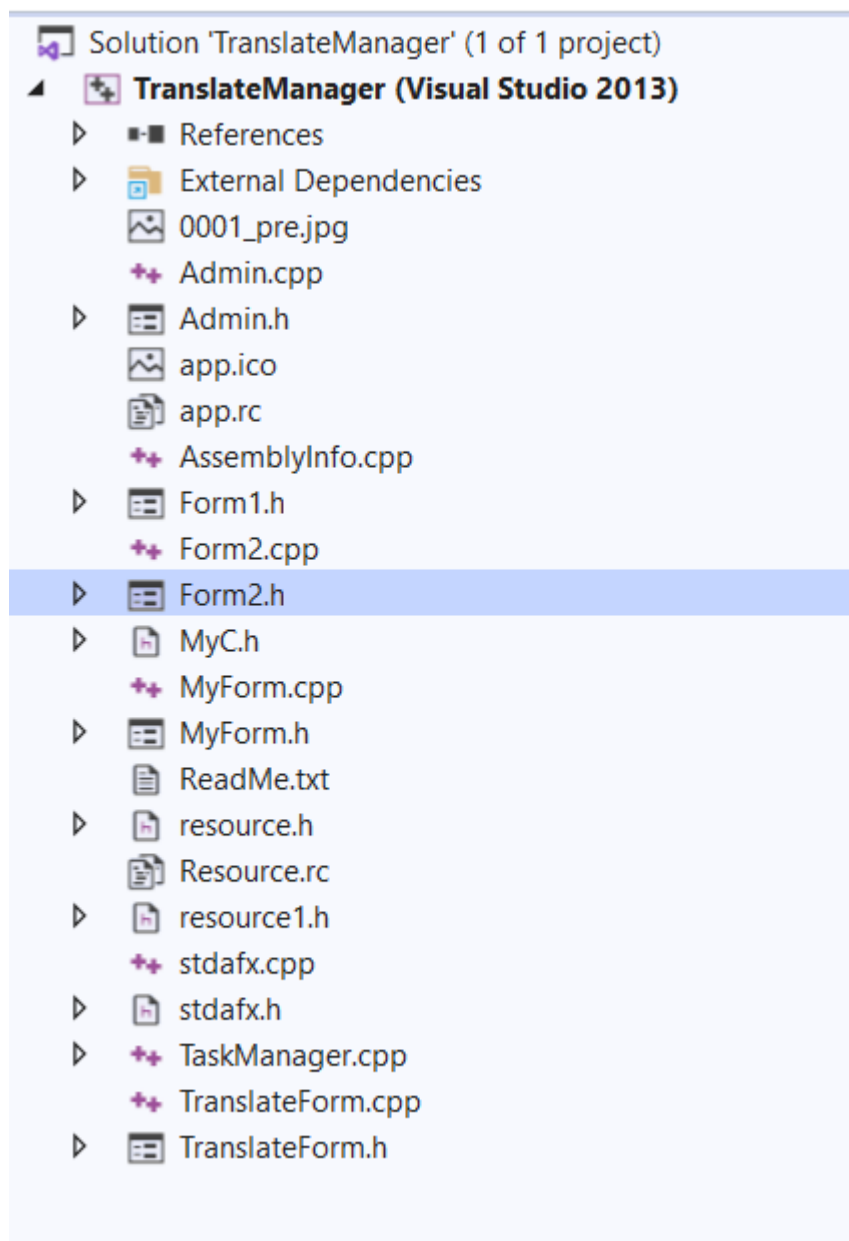 Solution 'TranslateManager' (1 of 1 project)
TranslateManager (Visual Studio 2013)
References
External Dependencies
0001_pre.jpg
Admin.cpp
Admin.h
app.ico
app.rc
AssemblyInfo.cpp
Form1.h
Form2.cpp
Form2.h
MyC.h
MyForm.cpp
MyForm.h
ReadMe.txt
resource.h
Resource.rc
resource1.h
stdafx.cpp
stdafx.h
TaskManager.cpp
TranslateForm.cpp
TranslateForm.h